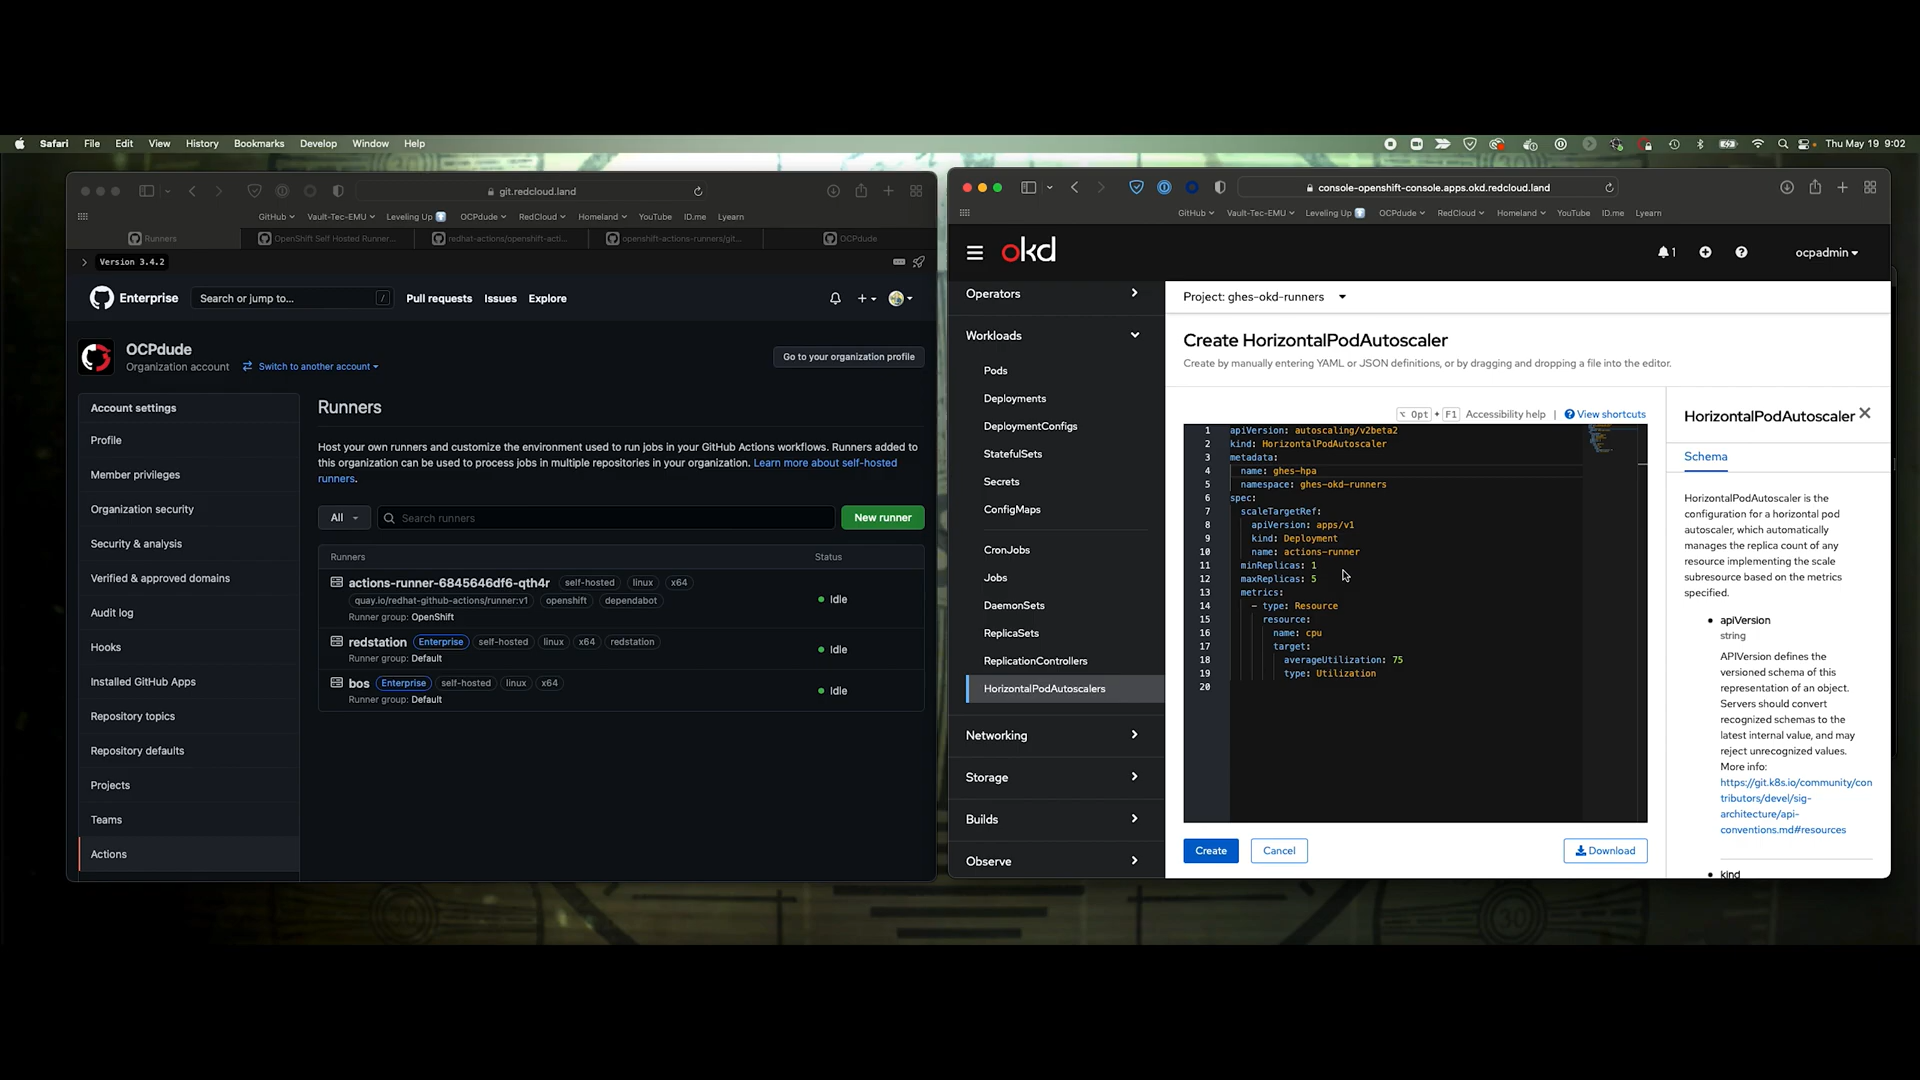 Safari File Edit View History Bookmarks Develop Window Help
Thu May 19 9:02
git.redcloud.land
GitHub Vault-Tec-EMU Leveling Up OCPdude RedCloud Homeland YouTube ID.me Lyearn
Runners
OpenShift Self Hosted Runner...
redhat-actions/openshift-acti...
openshift-actions-runners/git...
OCPdude
Version 3.4.2
Enterprise
Search or jump to...
/
Pull requests
Issues
Explore
OCPdude
Organization account
Switch to another account
Go to your organization profile
Account settings
Profile
Member privileges
Organization security
Security & analysis
Verified & approved domains
Audit log
Hooks
Installed GitHub Apps
Repository topics
Repository defaults
Projects
Teams
Actions
Runners
Host your own runners and customize the environment used to run jobs in your GitHub Actions workflows. Runners added to
this organization can be used to process jobs in multiple repositories in your organization. Learn more about self-hosted
runners.
All
Search runners
New runner
Runners
Status
actions-runner-6845646df6-qth4r self-hosted linux x64
quay.io/redhat-github-actions/runner:v1 openshift dependabot
Idle
Runner group: OpenShift
redstation Enterprise self-hosted linux x64 redstation
Idle
Runner group: Default
bos Enterprise self-hosted linux x64
Idle
Runner group: Default
console-openshift-console.apps.okd.redcloud.land
GitHub Vault-Tec-EMU Leveling Up OCPdude RedCloud Homeland YouTube ID.me Lyearn
okd
1
ocpadmin
Operators
Workloads
Pods
Deployments
DeploymentConfigs
StatefulSets
Secrets
ConfigMaps
CronJobs
Jobs
DaemonSets
ReplicaSets
ReplicationControllers
HorizontalPodAutoscalers
Networking
Storage
Builds
Observe
Project: ghes-okd-runners
Create HorizontalPodAutoscaler
Create by manually entering YAML or JSON definitions, or by dragging and dropping a file into the editor.
⌥ Opt + F1 Accessibility help | View shortcuts
1 apiVersion: autoscaling/v2beta2
2 kind: HorizontalPodAutoscaler
3 metadata:
4 name: ghes-hpa
5 namespace: ghes-okd-runners
6 spec:
7 scaleTargetRef:
8 apiVersion: apps/v1
9 kind: Deployment
10 name: actions-runner
11 minReplicas: 1
12 maxReplicas: 5
13 metrics:
14 - type: Resource
15 resource:
16 name: cpu
17 target:
18 averageUtilization: 75
19 type: Utilization
20
Create
Cancel
Download
HorizontalPodAutoscaler
Schema
HorizontalPodAutoscaler is the
configuration for a horizontal pod
autoscaler, which automatically
manages the replica count of any
resource implementing the scale
subresource based on the metrics
specified.
• apiVersion
string
APIVersion defines the
versioned schema of this
representation of an object.
Servers should convert
recognized schemas to the
latest internal value, and may
reject unrecognized values.
More info:
https://git.k8s.io/community/con
tributors/devel/sig-
architecture/api-
conventions.md#resources
• kind